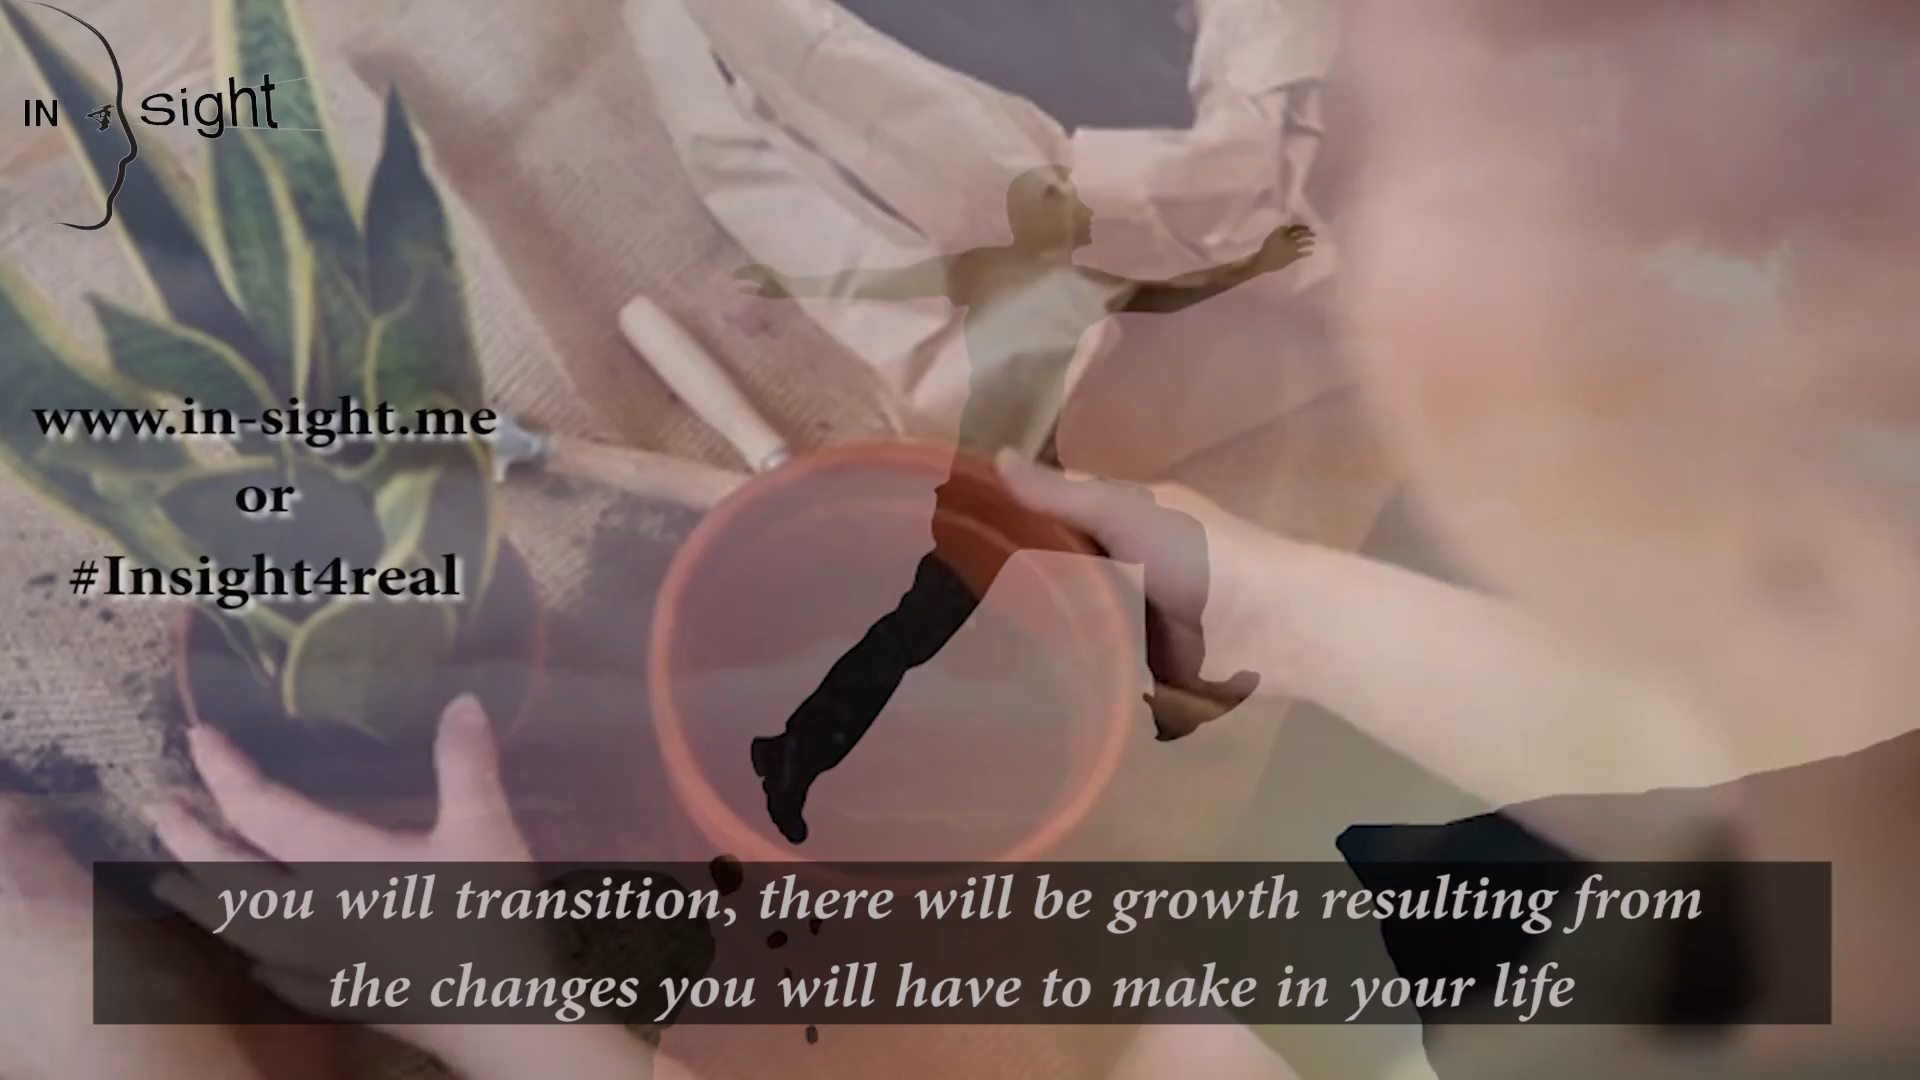 IN sight
www.in-sight.me
or
#Insight4real
you will transition, there will be growth resulting from
the changes you will have to make in your life